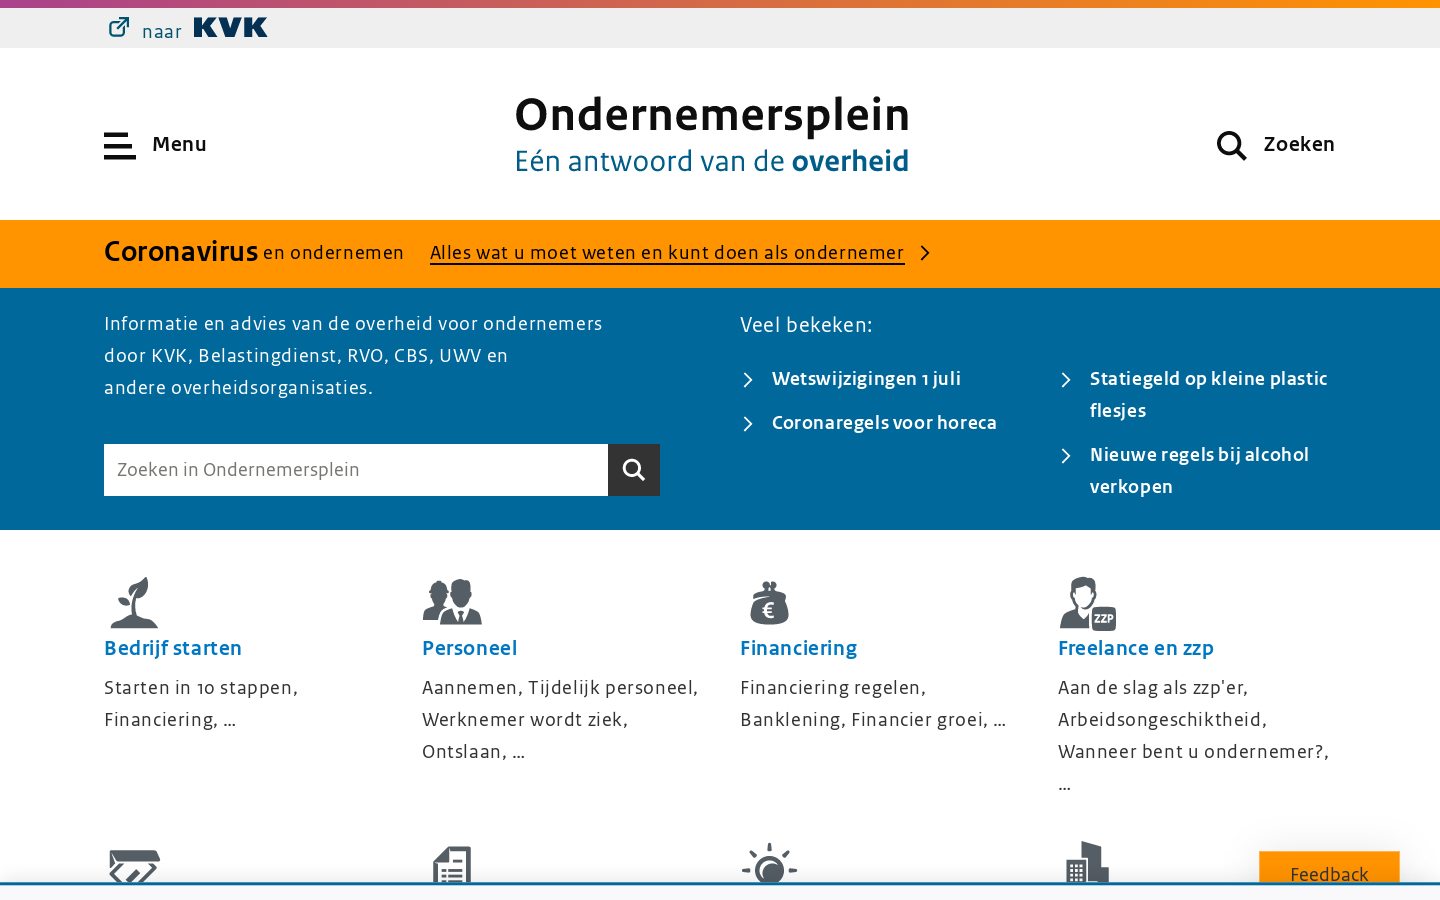 naar KVK
Menu
Ondernemersplein
Eén antwoord van de overheid
Zoeken
Coronavirus en ondernemen Alles wat u moet weten en kunt doen als ondernemer
Informatie en advies van de overheid voor ondernemers
door KVK, Belastingdienst, RVO, CBS, UWV en
andere overheidsorganisaties.
Zoeken in Ondernemersplein
Veel bekeken:
Wetswijzigingen 1 juli
Coronaregels voor horeca
Statiegeld op kleine plastic
flesjes
Nieuwe regels bij alcohol
verkopen
Bedrijf starten
Starten in 10 stappen,
Financiering, ...
Personeel
Aannemen, Tijdelijk personeel,
Werknemer wordt ziek,
Ontslaan, ...
€
Financiering
Financiering regelen,
Banklening, Financier groei, ...
ZZP
Freelance en zzp
Aan de slag als zzp'er,
Arbeidsongeschiktheid,
Wanneer bent u ondernemer?,
...
Feedback